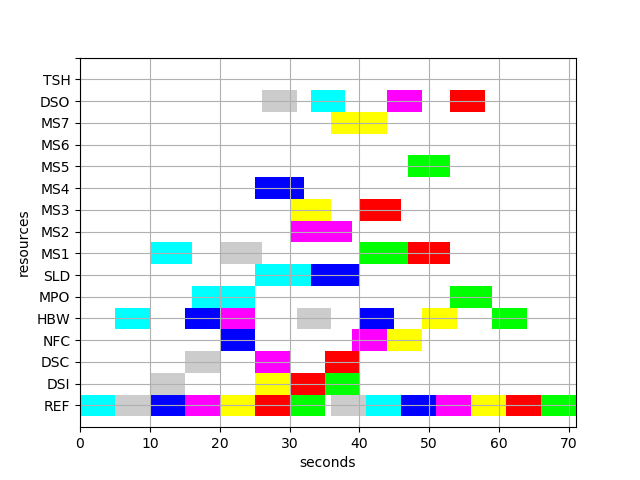 TSH
DSO
MS7
MS6
MS5
MS4
MS3
MS2
MS1
SLD
MPO
HBW
NFC
DSC
DSI
REF
resources
0 10 20 30 40 50 60 70
seconds